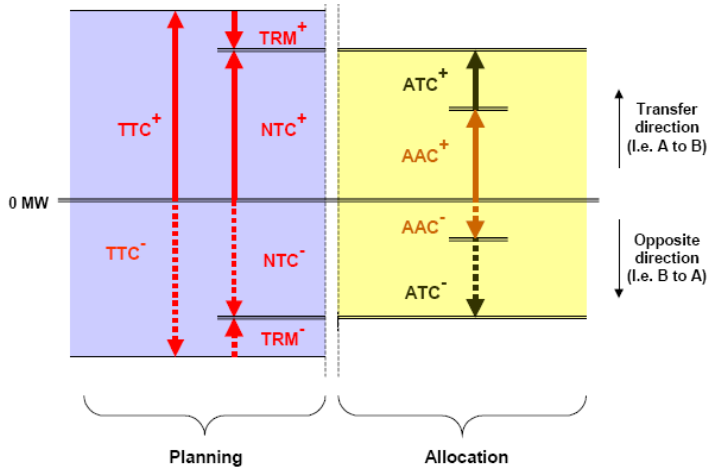 TRM+
ATC+
TTC+
NTC+
AAC+
Transfer
direction
(I.e. A to B)
0 MW
AAC-
TTC-
NTC-
Opposite
direction
(I.e. B to A)
ATC-
TRM-
Planning
Allocation